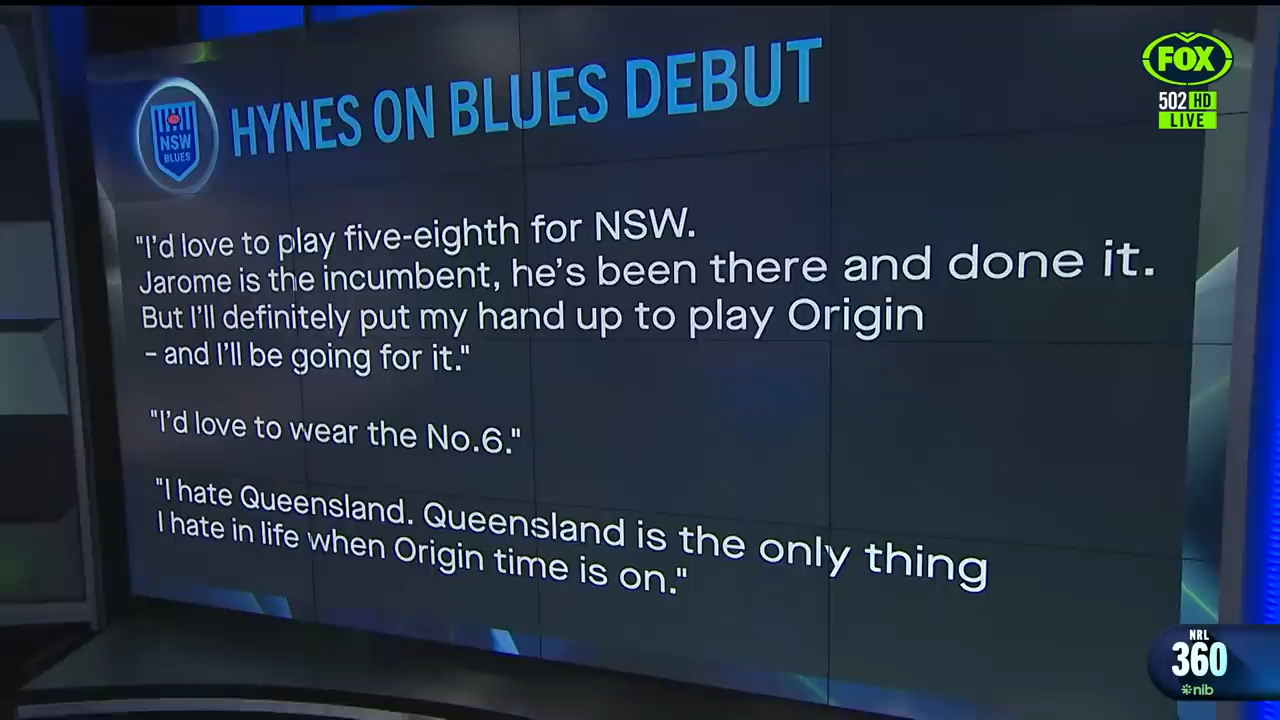 FOX
502 HD
LIVE
NSW
BLUES
HYNES ON BLUES DEBUT
"I'd love to play five-eighth for NSW.
Jarome is the incumbent, he's been there and done it.
But I'll definitely put my hand up to play Origin
- and I'll be going for it."
"I'd love to wear the No.6."
"I hate Queensland. Queensland is the only thing
I hate in life when Origin time is on."
NRL
360
nib